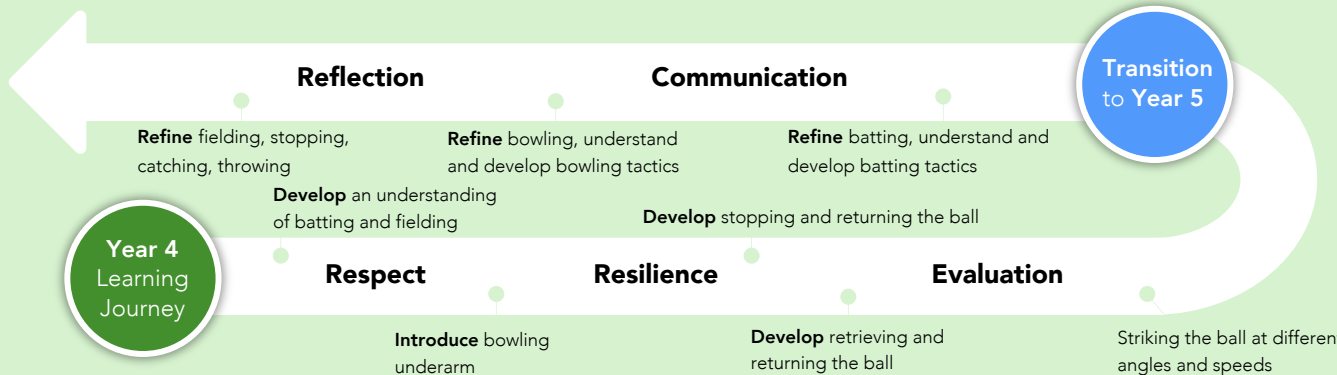 Reflection
Communication
Transition
to Year 5
Refine fielding, stopping,
catching, throwing
Refine bowling, understand
and develop bowling tactics
Refine batting, understand and
develop batting tactics
Develop an understanding
of batting and fielding
Develop stopping and returning the ball
Year 4
Learning
Journey
Respect
Resilience
Evaluation
Introduce bowling
underarm
Develop retrieving and
returning the ball
Striking the ball at differen
angles and speeds